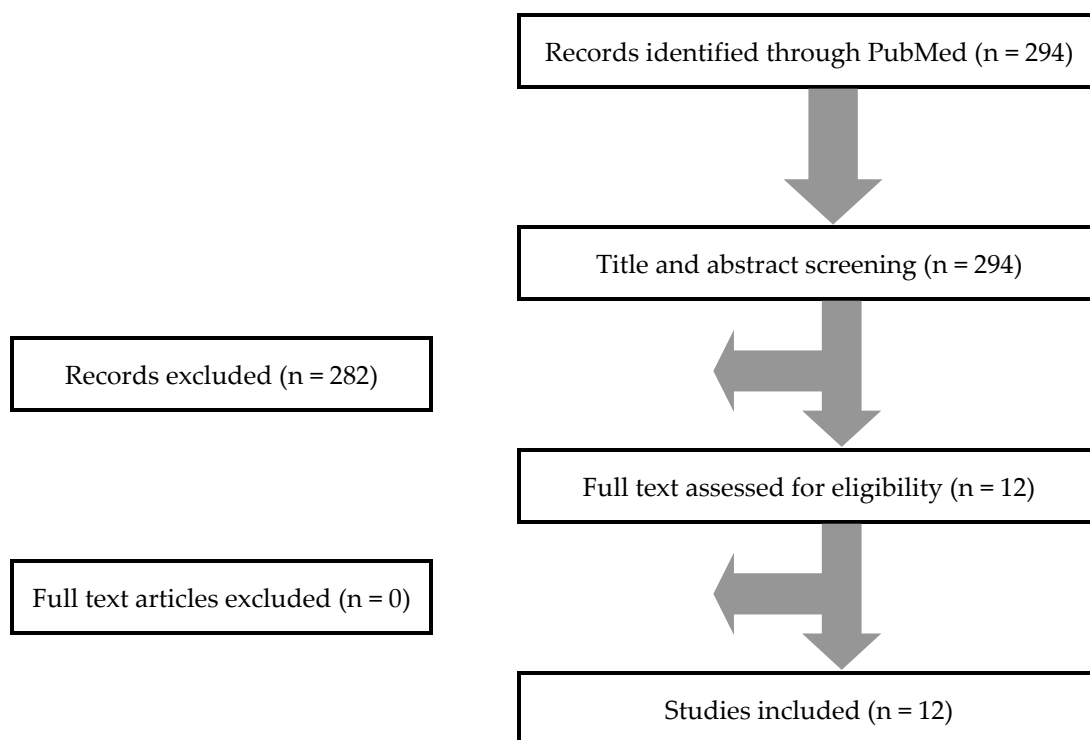 Records identified through PubMed (n = 294)
Title and abstract screening (n = 294)
Records excluded (n = 282)
Full text assessed for eligibility (n = 12)
Full text articles excluded (n = 0)
Studies included (n = 12)